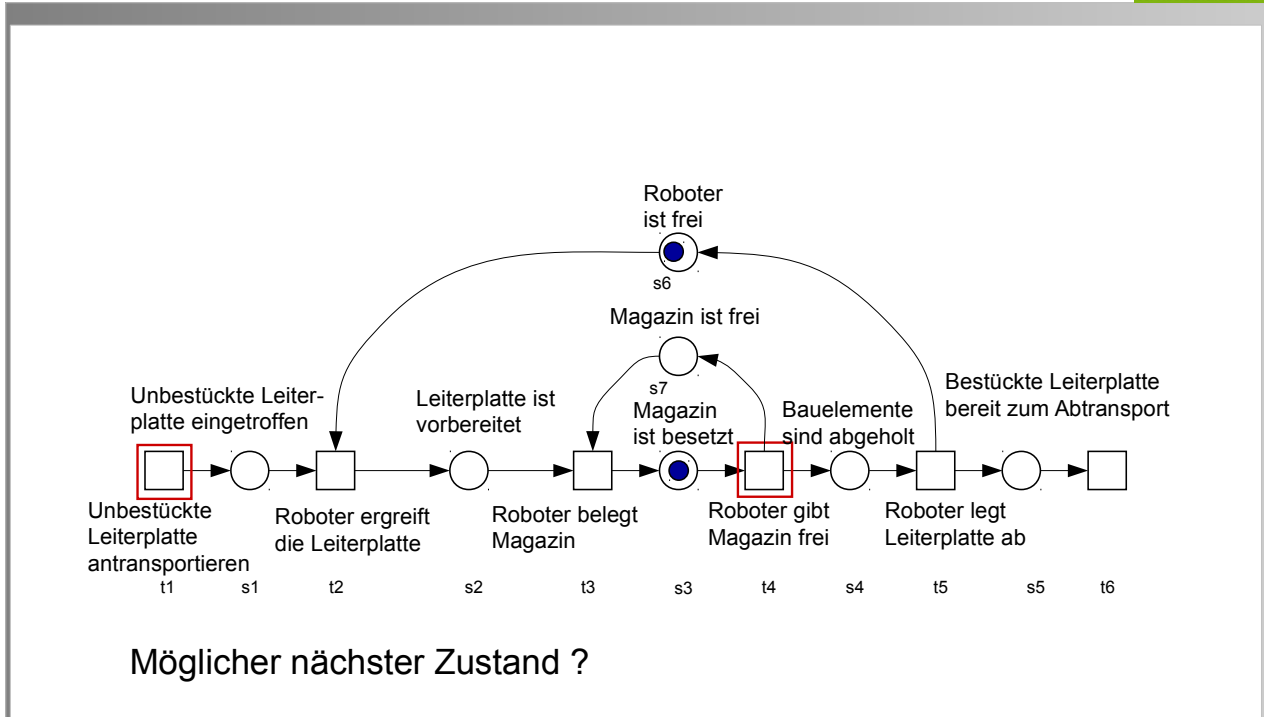 Roboter
ist frei
s6
Magazin ist frei
s7
Unbestückte Leiter-
platte eingetroffen
Leiterplatte ist
vorbereitet
Magazin
ist besetzt
Bauelemente
sind abgeholt
Bestückte Leiterplatte
bereit zum Abtransport
Unbestückte
Leiterplatte
antransportieren
Roboter ergreift
die Leiterplatte
Roboter belegt
Magazin
Roboter gibt
Magazin frei
Roboter legt
Leiterplatte ab
t1 s1 t2 s2 t3 s3 t4 s4 t5 s5 t6
Möglicher nächster Zustand ?